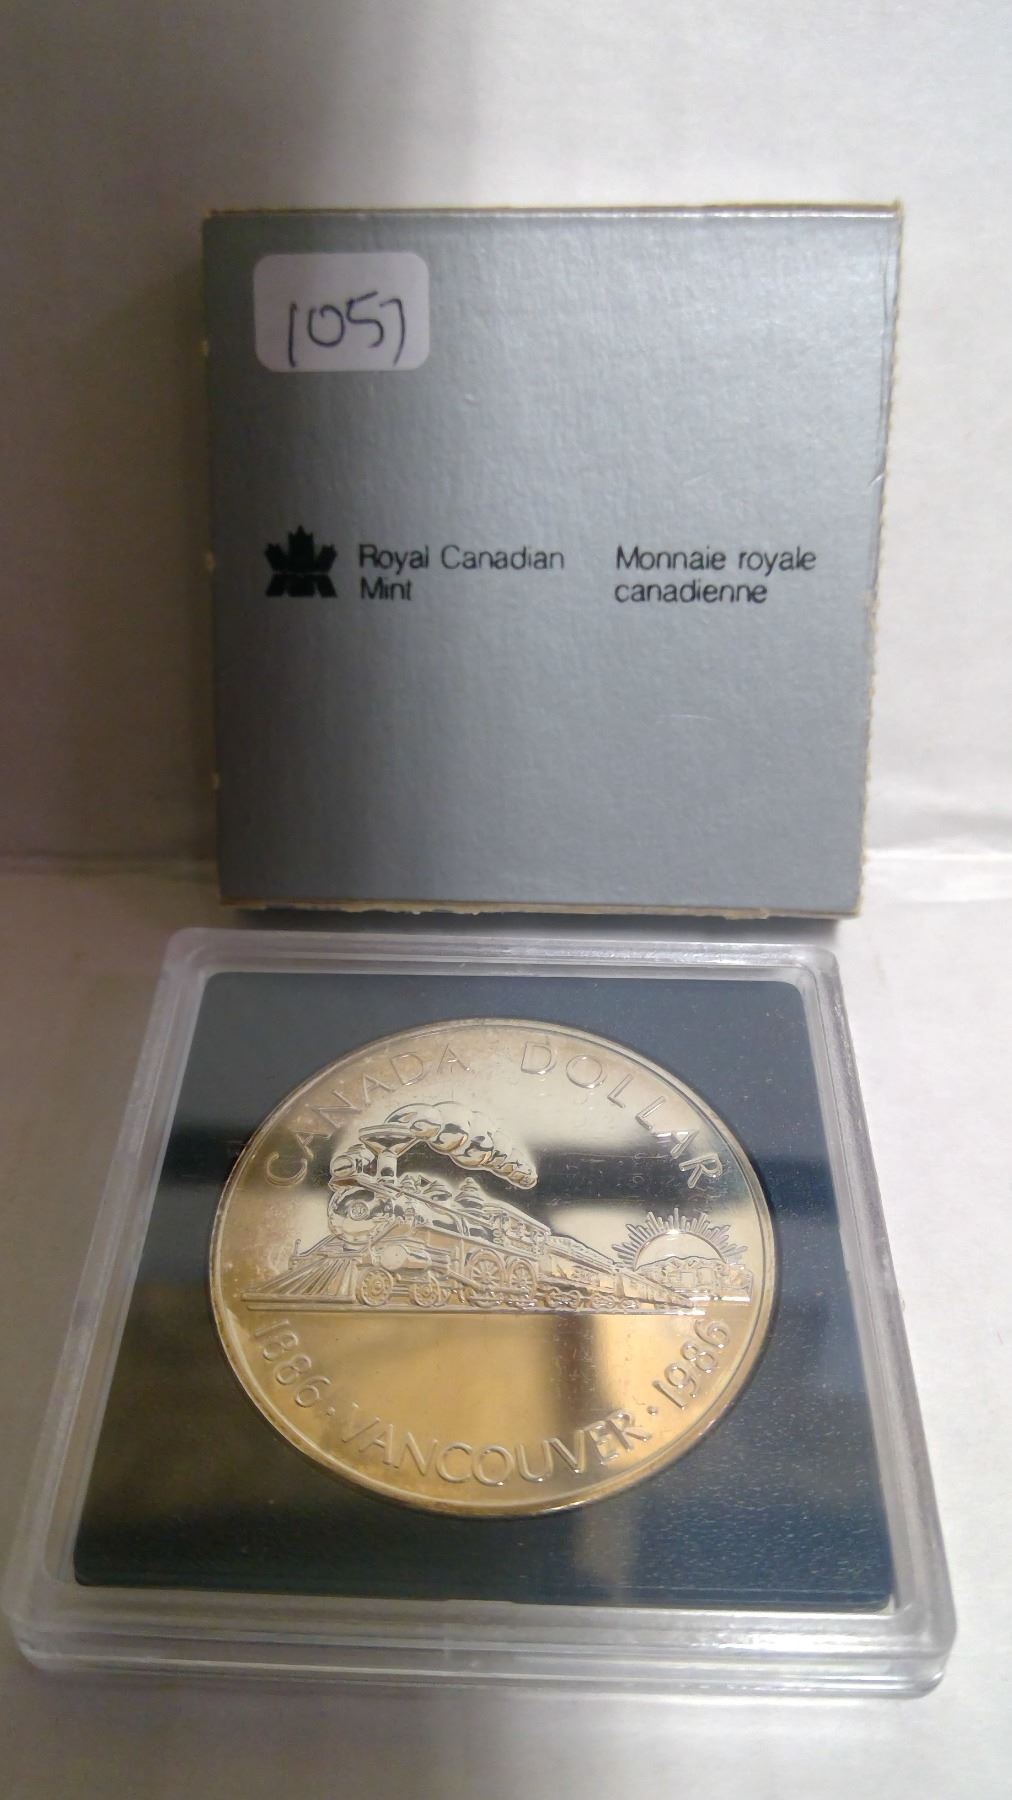 1057
Royal Canadian
Mint
Monnaie royale
canadienne
CANADA DOLLAR
1886 · VANCOUVER · 1986